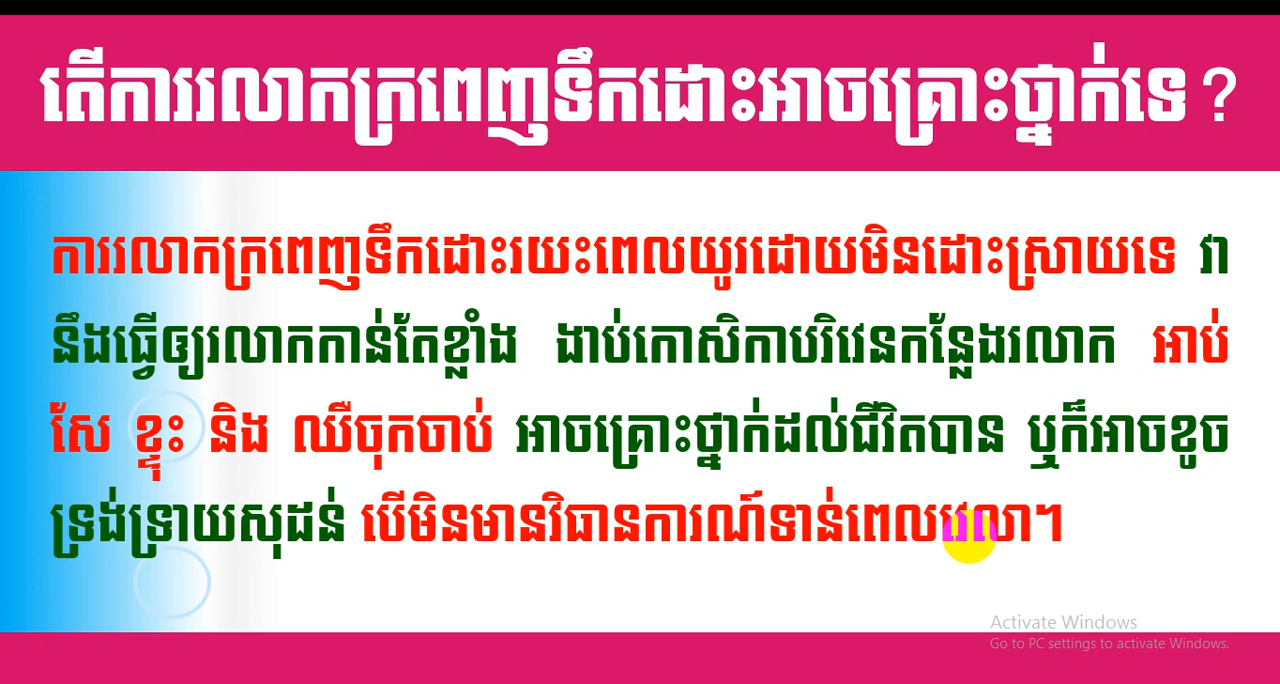 តើការរលាកក្រពេញទឹកដោះអាចគ្រោះថ្នាក់ទេ?
ការរលាកក្រពេញទឹកដោះរយះពេលយូរដោយមិនដោះស្រាយទេ វា
នឹងធ្វើឲ្យរលាកកាន់តែខ្លាំង ងាប់កោសិកាបរិវេនកន្លែងរលាក អាប់
សែ ខ្ទុះ និង ឈឺចុកចាប់ អាចគ្រោះថ្នាក់ដល់ជីវិតបាន ឬក៏អាចខូច
ទ្រង់ទ្រាយសុដន់ បើមិនមានវិធានការណ៍ទាន់ពេលវេលា។
Activate Windows
Go to PC settings to activate Windows.